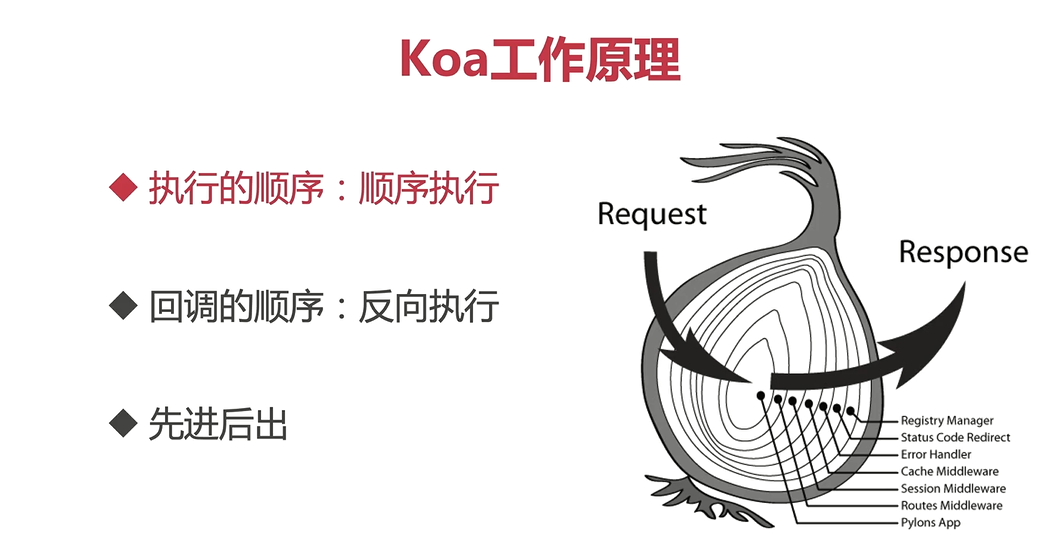 Koa工作原理
执行的顺序：顺序执行
回调的顺序：反向执行
先进后出
Request
Response
Registry Manager
Status Code Redirect
Error Handler
Cache Middleware
Session Middleware
Routes Middleware
Pylons App